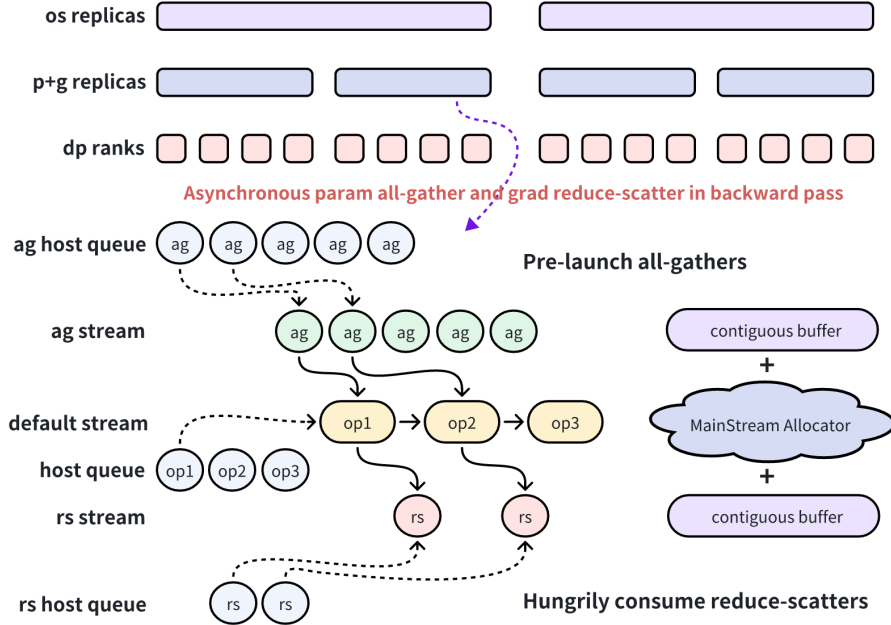 os replicas
p+g replicas
dp ranks
Asynchronous param all-gather and grad reduce-scatter in backward pass
ag host queue
ag ag ag ag ag
Pre-launch all-gathers
ag stream
ag ag ag ag ag
contiguous buffer
+
default stream
op1 op2 op3
MainStream Allocator
host queue
op1 op2 op3
+
rs stream
rs rs
contiguous buffer
rs host queue
rs rs
Hungrily consume reduce-scatters